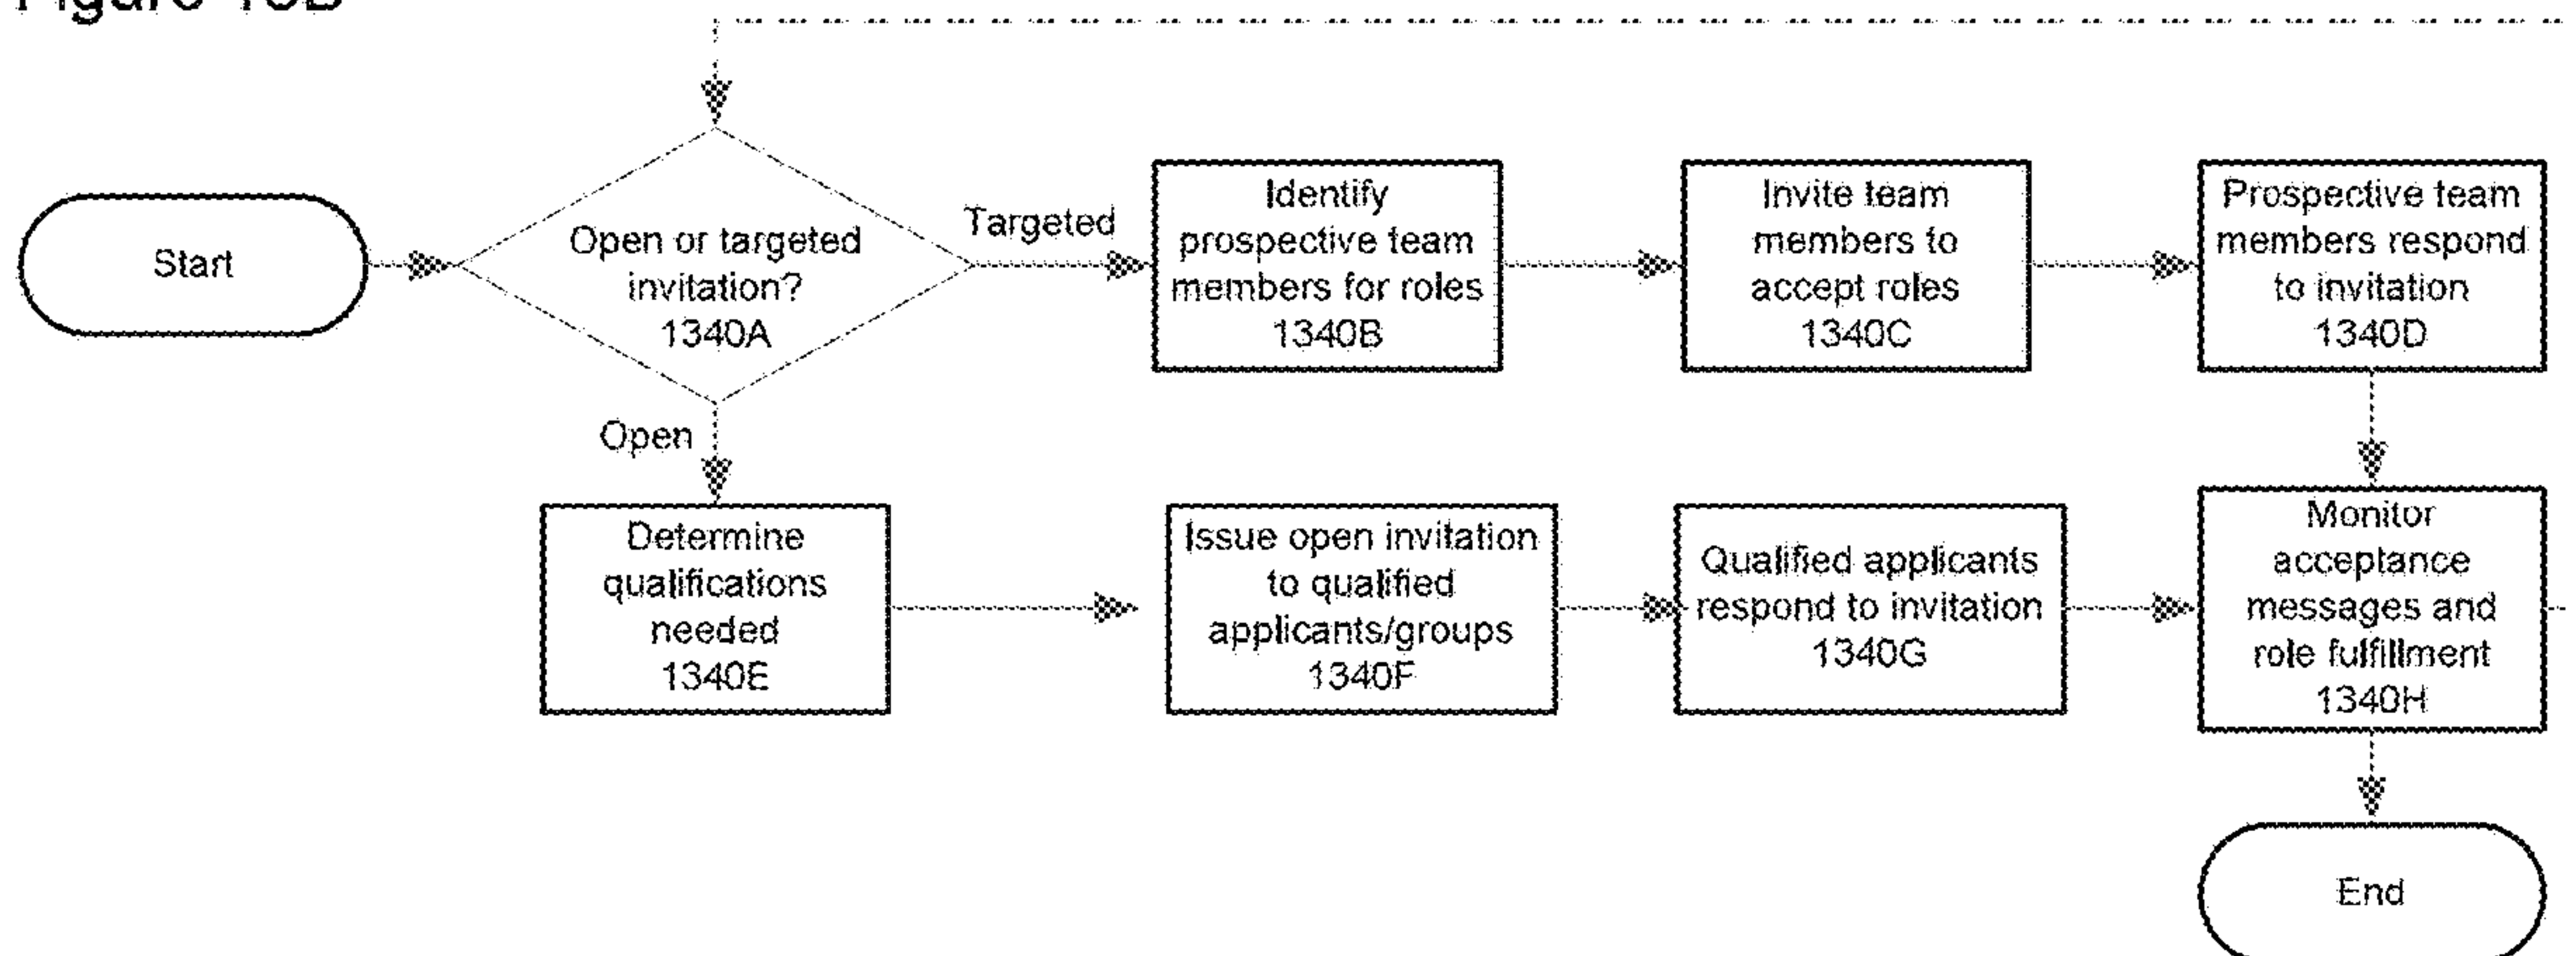 Start
Open or targeted
invitation?
1340A
Targeted
Identify
prospective team
members for roles
1340B
Invite team
members to
accept roles
1340C
Prospective team
members respond
to invitation
1340D
Open
Determine
qualifications
needed
1340E
Issue open invitation
to qualified
applicants/groups
1340F
Qualified applicants
respond to invitation
1340G
Monitor
acceptance
messages and
role fulfillment
1340H
End